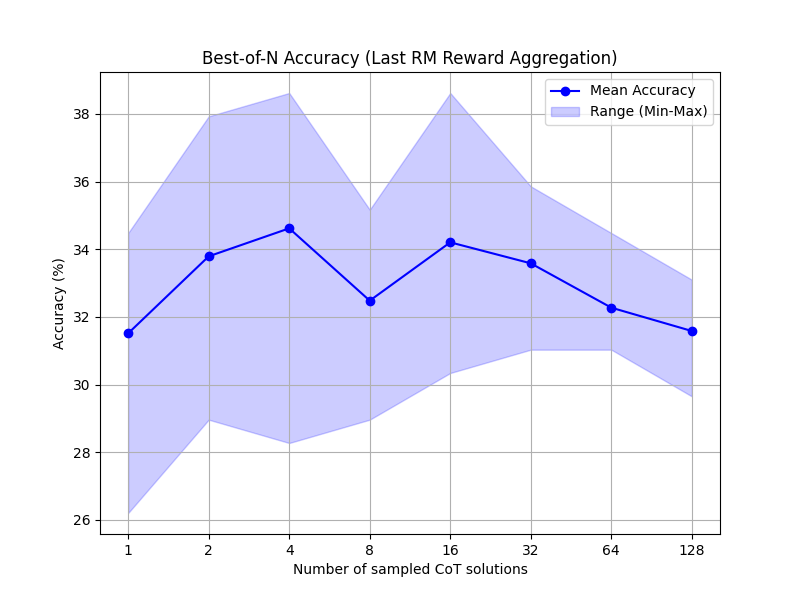 Best-of-N Accuracy (Last RM Reward Aggregation)
Mean Accuracy
Range (Min-Max)
Accuracy (%)
38
36
34
32
30
28
26
1 2 4 8 16 32 64 128
Number of sampled CoT solutions